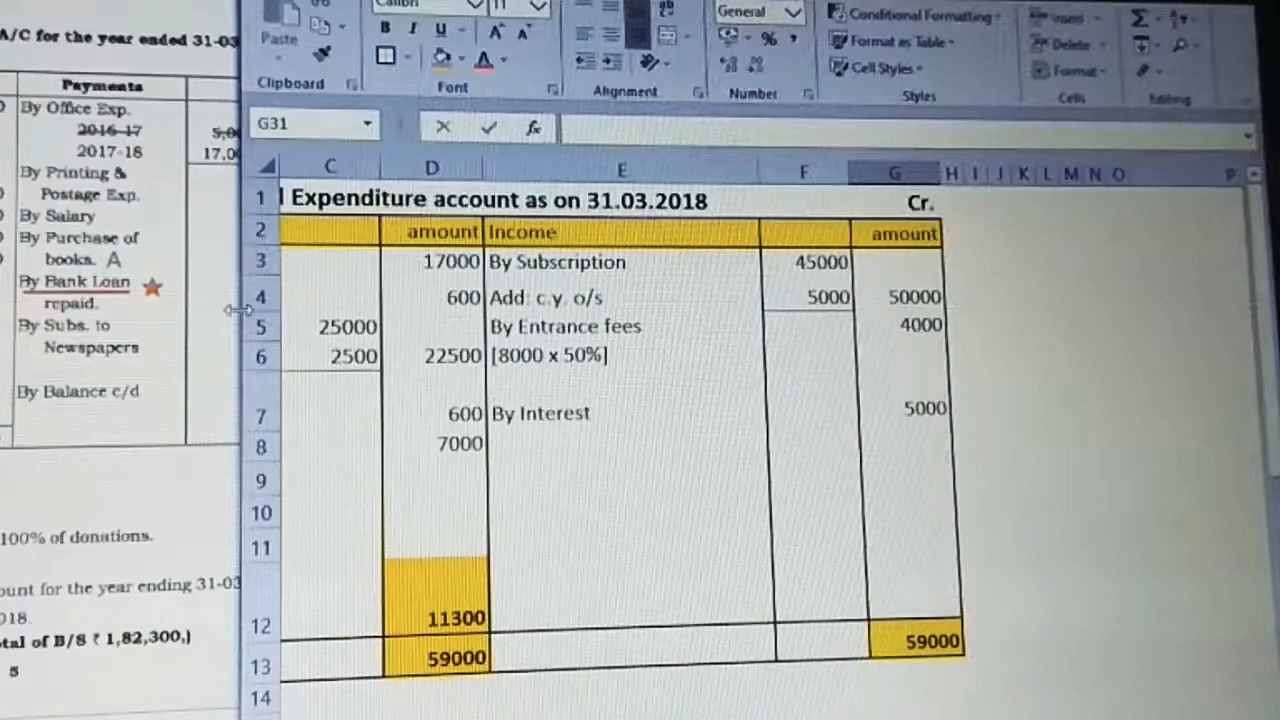 A/C for the year ended 31-03
Payments
By Office Exp.
2016-17
2017-18
17,0
By Printing &
Postage Exp.
By Salary
By Purchase of
books. A
By Bank Loan
repaid.
By Subs. to
Newspapers
By Balance c/d
100% of donations.
ount for the year ending 31-03
018.
tal of B/S ₹ 1,82,300,)
5
Calibri 11 General Conditional Formatting Insert
Paste B I U A A % , Format as Table Delete
Cell Styles Format
Clipboard Font Alignment Number Styles Cells Editing
G31 fx
C D E F G H I J K L M N O P
1 Expenditure account as on 31.03.2018 Cr.
2 amount Income amount
3 17000 By Subscription 45000
4 600 Add: c.y. o/s 5000 50000
5 25000 By Entrance fees 4000
6 2500 22500 [8000 x 50%]
7 600 By Interest 5000
8 7000
9
10
11
12 11300
13 59000 59000
14